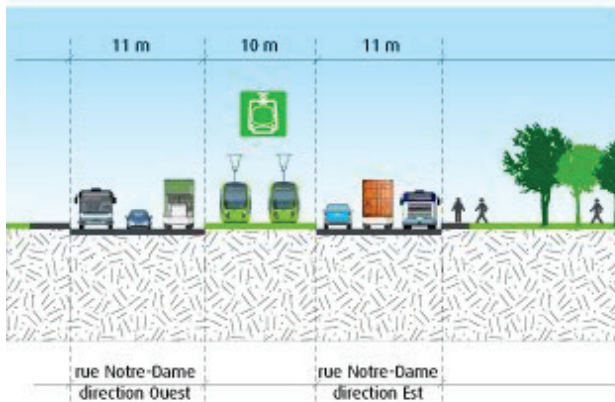 11 m 10 m 11 m
rue Notre-Dame rue Notre-Dame
direction Ouest direction Est